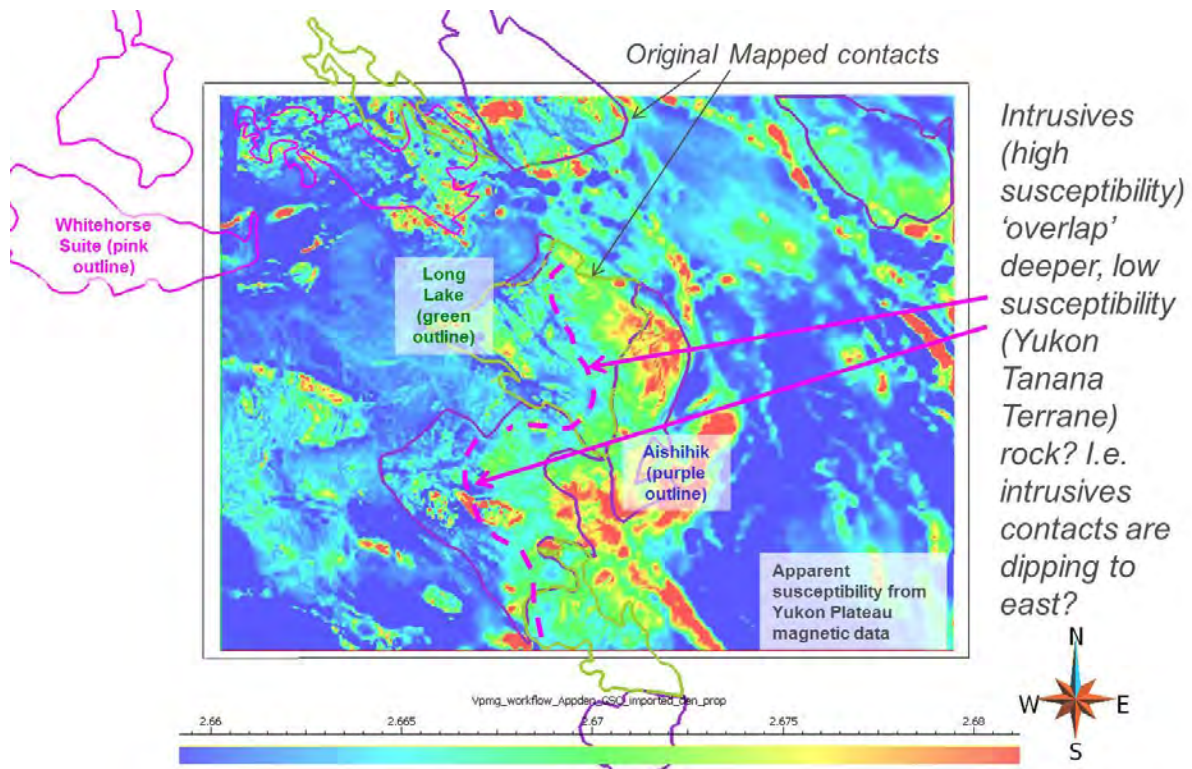 Original Mapped contacts
Intrusives
(high
susceptibility)
‘overlap’
deeper, low
susceptibility
(Yukon
Tanana
Terrane)
rock? I.e.
intrusives
contacts are
dipping to
east?
Whitehorse
Suite (pink
outline)
Long
Lake
(green
outline)
Aishihik
(purple
outline)
Apparent
susceptibility from
Yukon Plateau
magnetic data
N
W E
S
Vpmg_workflow_Appden_GSC_imported_den_prop
2.66 2.665 2.67 2.675 2.68